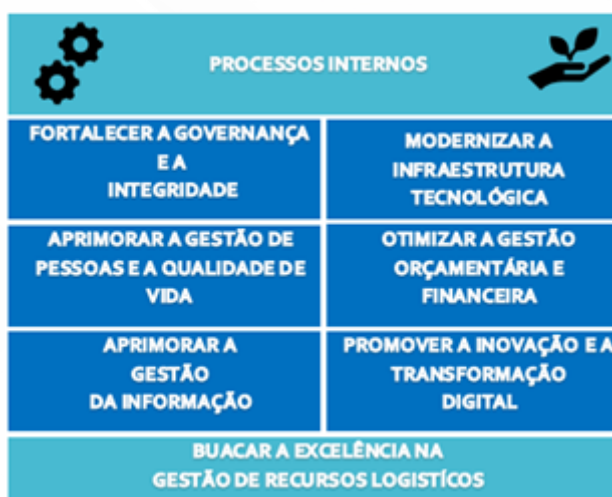 PROCESSOS INTERNOS
FORTALECER A GOVERNANÇA
E A
INTEGRIDADE
MODERNIZAR A
INFRAESTRUTURA
TECNOLÓGICA
APRIMORAR A GESTÃO DE
PESSOAS E A QUALIDADE DE
VIDA
OTIMIZAR A GESTÃO
ORÇAMENTÁRIA E
FINANCEIRA
APRIMORAR A
GESTÃO
DA INFORMAÇÃO
PROMOVER A INOVAÇÃO E A
TRANSFORMAÇÃO
DIGITAL
BUACAR A EXCELÊNCIA NA
GESTÃO DE RECURSOS LOGISTÍCOS